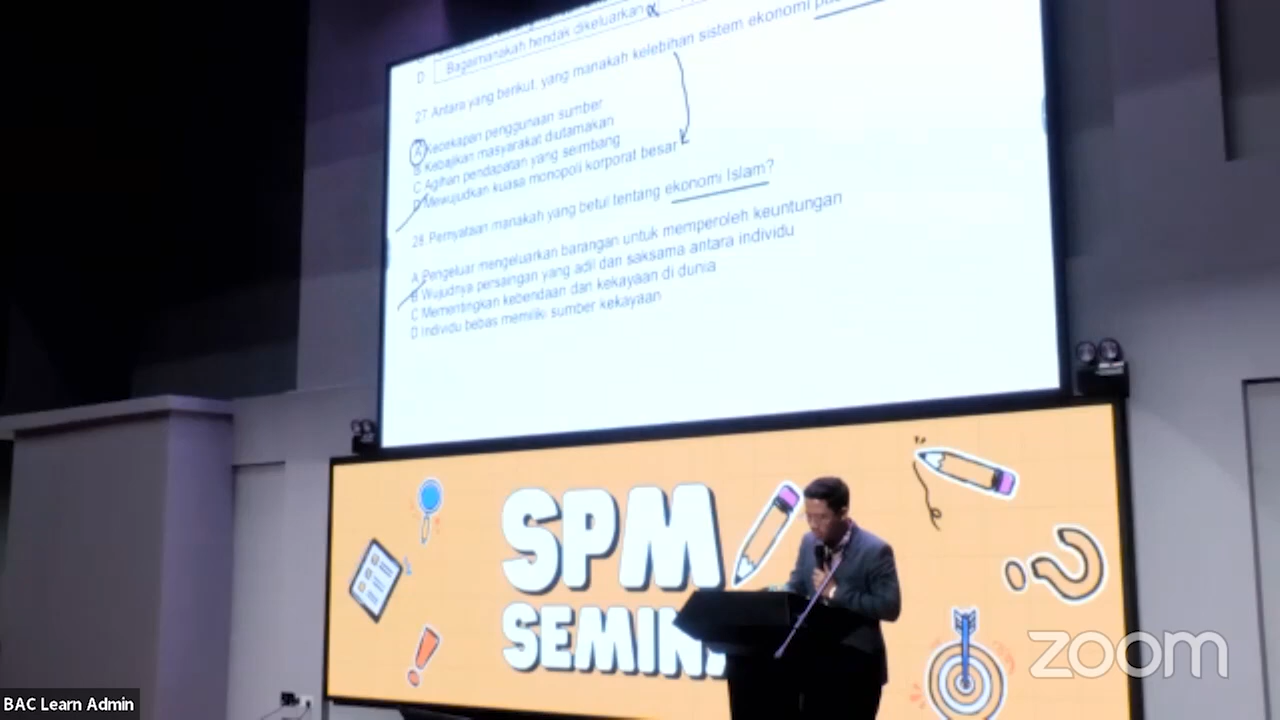 D Bagaimanakah hendak dikeluarkan
27 Antara yang berikut, yang manakah kelebihan sistem ekonomi
A Kecekapan penggunaan sumber
B Kebajikan masyarakat diutamakan
C Agihan pendapatan yang seimbang
D Mewujudkan kuasa monopoli korporat besar
28 Pernyataan manakah yang betul tentang ekonomi Islam?
A Pengeluar mengeluarkan barangan untuk memperoleh keuntungan
B Wujudnya persaingan yang adil dan saksama antara individu
C Mementingkan kebendaan dan kekayaan di dunia
D Individu bebas memiliki sumber kekayaan
SPM
SEMIN
zoom
BAC Learn Admin